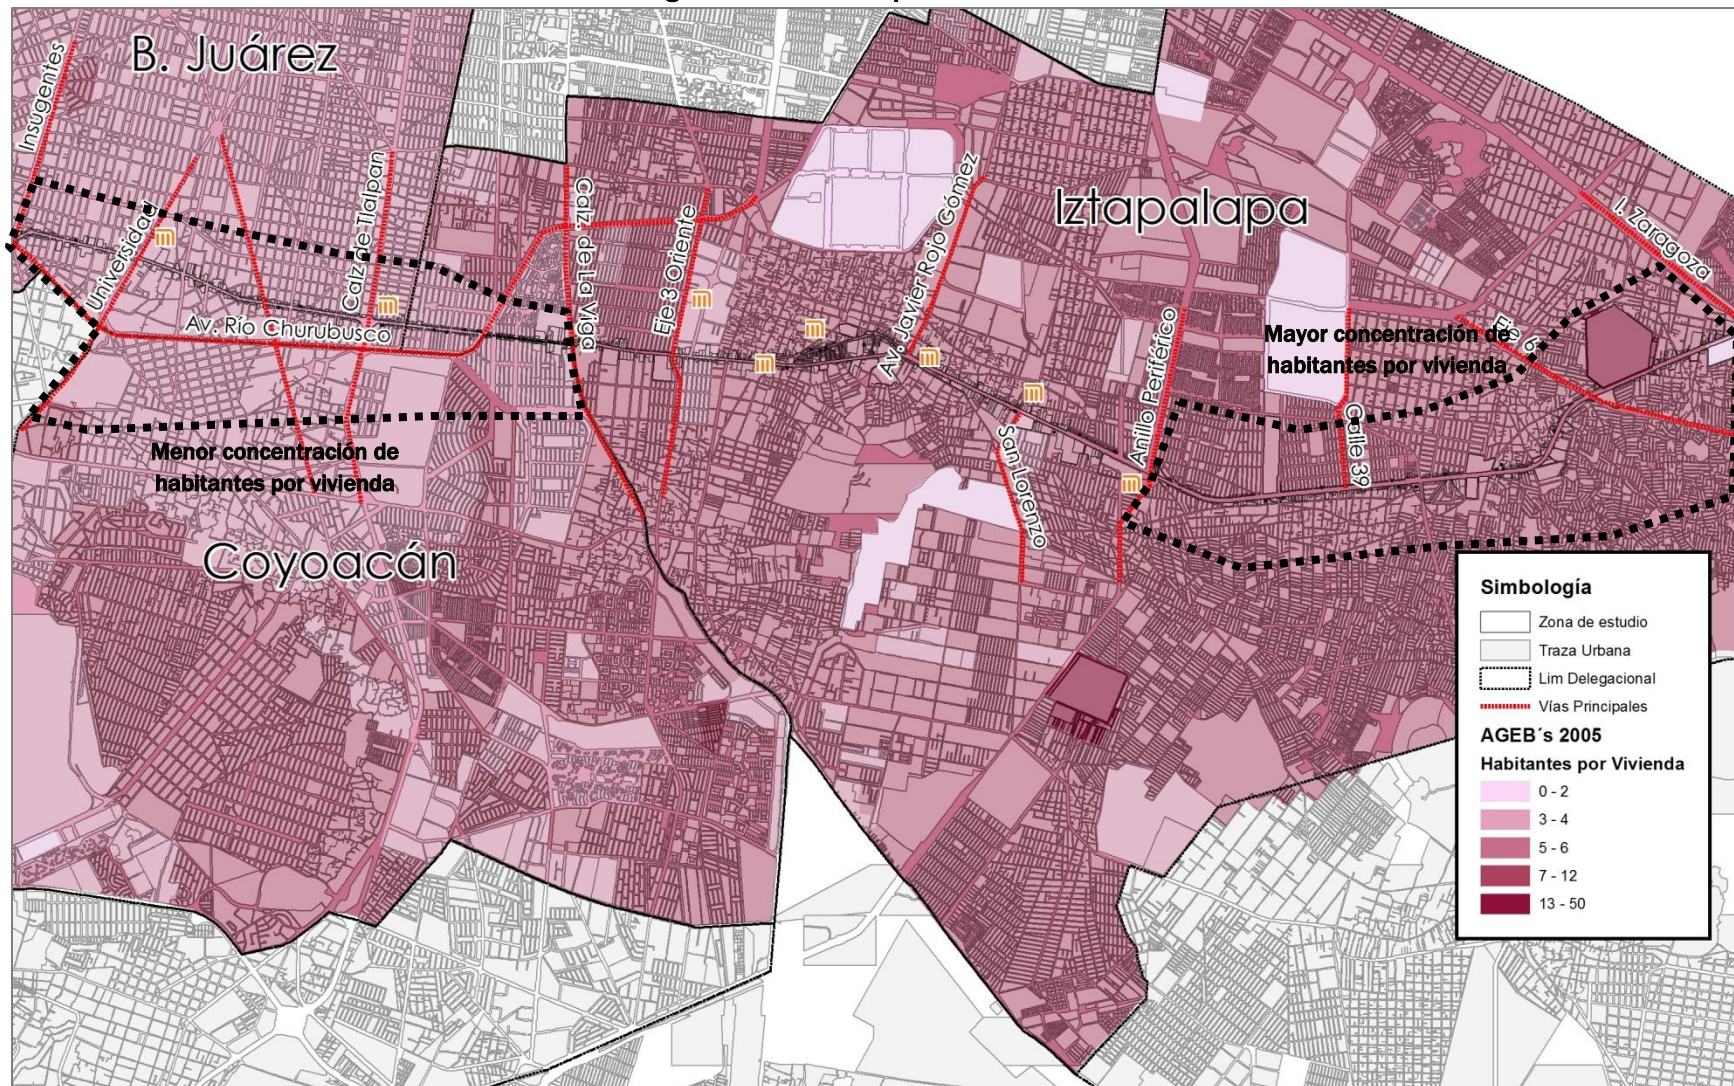 B. Juárez
Insugentes
Universidad
Calz de Tlalpan
Av. Río Churubusco
Calz. de La Viga
Eje 3 Oriente
Av. Javier Rojo Gómez
Iztapalapa
I. Zaragoza
Eje 6
Mayor concentración de
habitantes por vivienda
Anillo Periférico
Calle 39
San Lorenzo
Menor concentración de
habitantes por vivienda
Coyoacán
Simbología
Zona de estudio
Traza Urbana
Lim Delegacional
Vías Principales
AGEB´s 2005
Habitantes por Vivienda
0 - 2
3 - 4
5 - 6
7 - 12
13 - 50